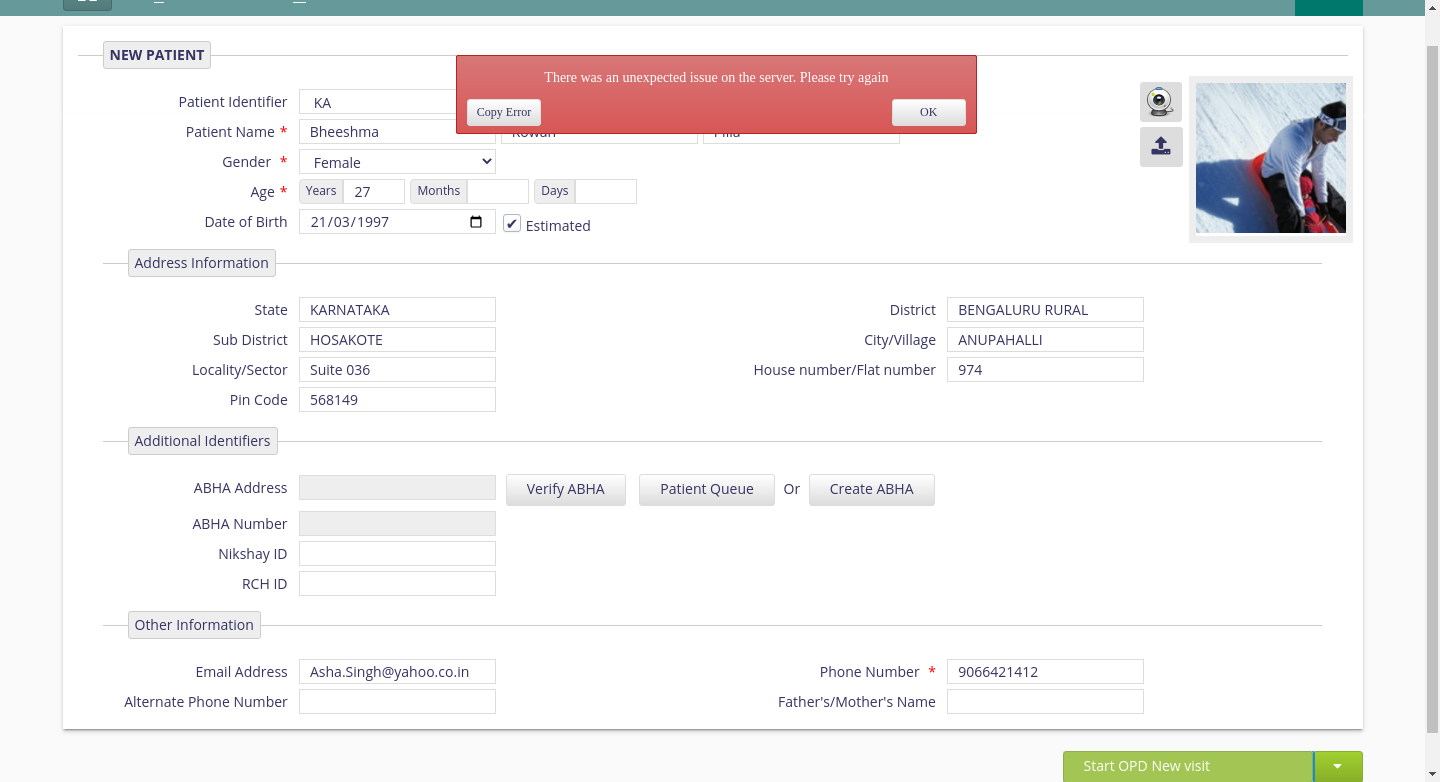 NEW PATIENT
There was an unexpected issue on the server. Please try again
Copy Error OK
Patient Identifier KA
Patient Name * Bheeshma
Gender * Female
Age * Years 27 Months Days
Date of Birth 21/03/1997 ✔ Estimated
Address Information
State KARNATAKA District BENGALURU RURAL
Sub District HOSAKOTE City/Village ANUPAHALLI
Locality/Sector Suite 036 House number/Flat number 974
Pin Code 568149
Additional Identifiers
ABHA Address Verify ABHA Patient Queue Or Create ABHA
ABHA Number
Nikshay ID
RCH ID
Other Information
Email Address Asha.Singh@yahoo.co.in Phone Number * 9066421412
Alternate Phone Number Father's/Mother's Name
Start OPD New visit